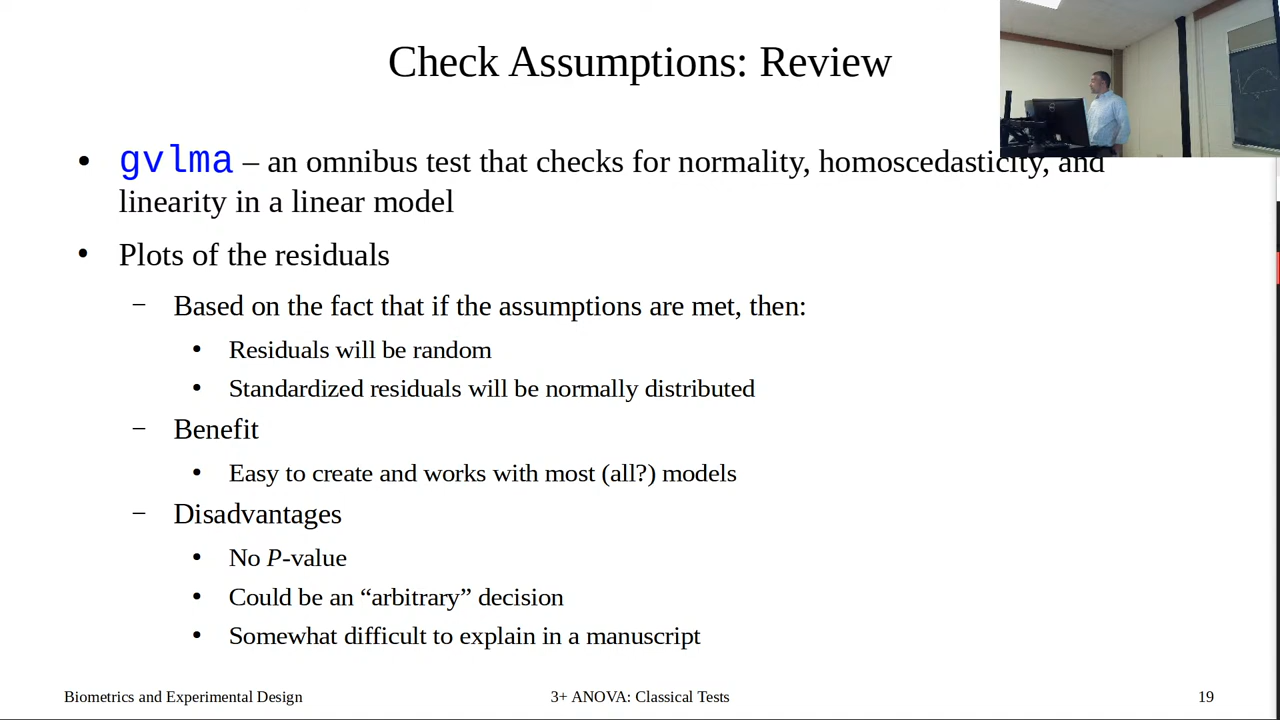 Check Assumptions: Review
• gvlma – an omnibus test that checks for normality, homoscedasticity, and
linearity in a linear model
• Plots of the residuals
– Based on the fact that if the assumptions are met, then:
• Residuals will be random
• Standardized residuals will be normally distributed
– Benefit
• Easy to create and works with most (all?) models
– Disadvantages
• No P-value
• Could be an “arbitrary” decision
• Somewhat difficult to explain in a manuscript
Biometrics and Experimental Design
3+ ANOVA: Classical Tests
19